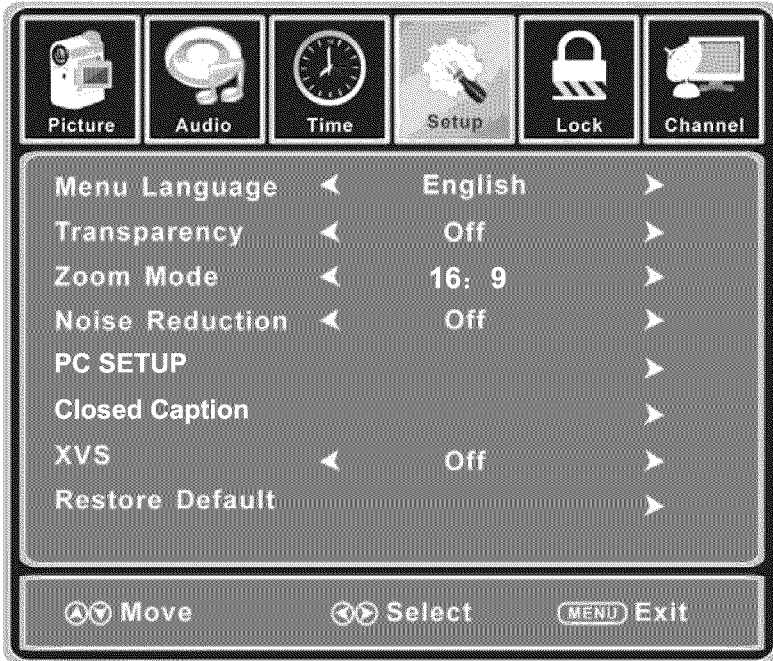 Picture Audio Time Setup Lock Channel
Menu Language English
Transparency Off
Zoom Mode 16: 9
Noise Reduction Off
PC SETUP
Closed Caption
XVS Off
Restore Default
Move Select MENU Exit